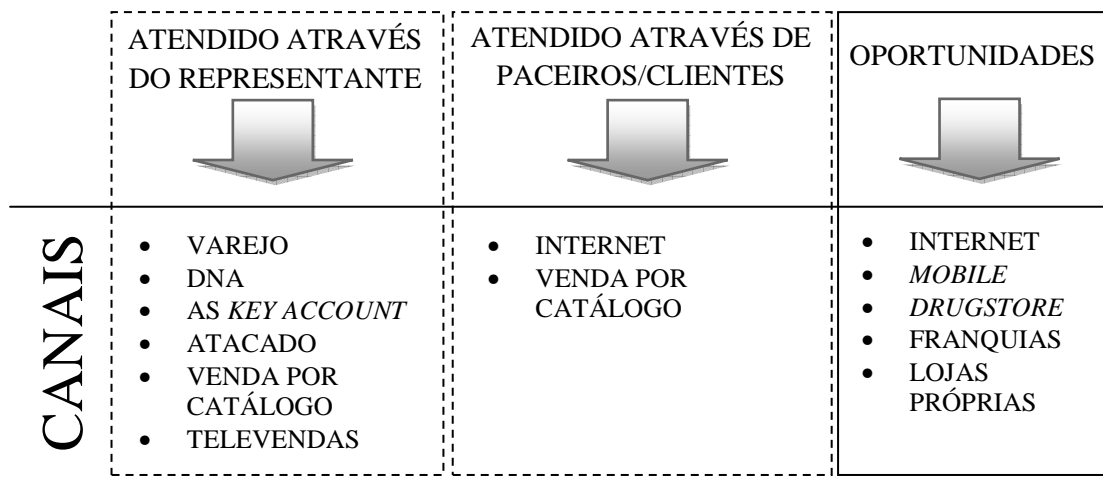 ATENDIDO ATRAVÉS
DO REPRESENTANTE
ATENDIDO ATRAVÉS DE
PACEIROS/CLIENTES
OPORTUNIDADES
CANAIS
• VAREJO
• DNA
• AS KEY ACCOUNT
• ATACADO
• VENDA POR
CATÁLOGO
• TELEVENDAS
• INTERNET
• VENDA POR
CATÁLOGO
• INTERNET
• MOBILE
• DRUGSTORE
• FRANQUIAS
• LOJAS
PRÓPRIAS